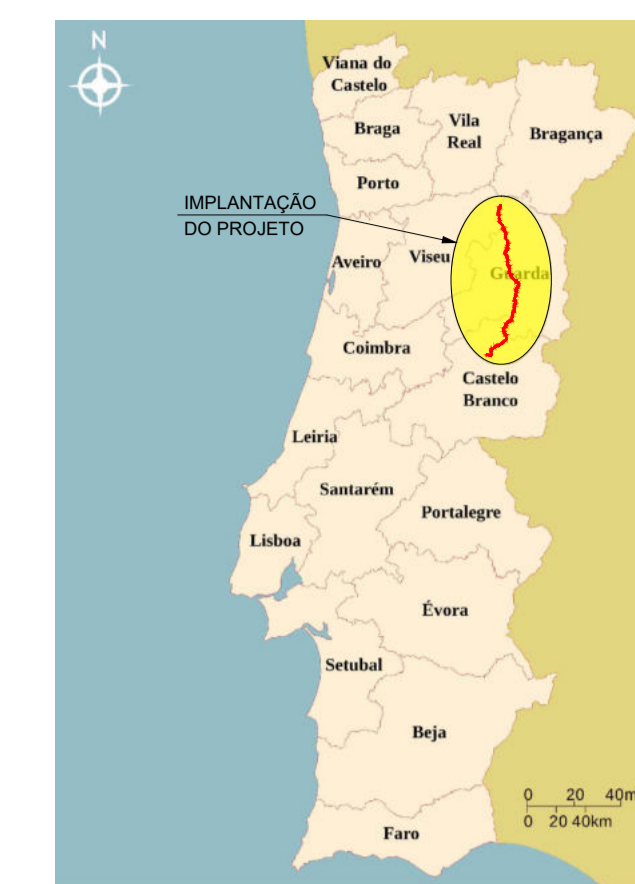 N
Viana do
Castelo
Braga
Vila
Real
Bragança
Porto
IMPLANTAÇÃO
DO PROJETO
Aveiro
Viseu
Guarda
Coimbra
Castelo
Branco
Leiria
Santarém
Portalegre
Lisboa
Évora
Setubal
Beja
0 20 40m
0 20 40km
Faro